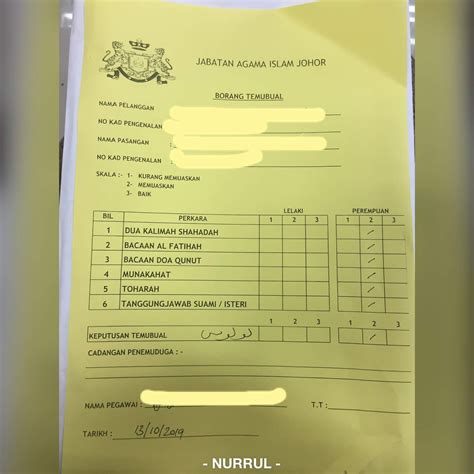 JABATAN AGAMA ISLAM JOHOR
BORANG TEMUBUAL
NAMA PELANGGAN
NO KAD PENGENALAN
NAMA PASANGAN
NO KAD PENGENALAN
SKALA :- 1- KURANG MEMUASKAN
2- MEMUASKAN
3- BAIK
LELAKI PEREMPUAN
BIL PERKARA 1 2 3 1 2 3
1 DUA KALIMAH SHAHADAH /
2 BACAAN AL FATIHAH /
3 BACAAN DOA QUNUT /
4 MUNAKAHAT /
5 TOHARAH /
6 TANGGUNGJAWAB SUAMI / ISTERI /
1 2 3 1 2 3
KEPUTUSAN TEMUBUAL لولوس /
CADANGAN PENEMUDUGA : -
NAMA PEGAWAI : T.T :
TARIKH : 13/10/2019
- NURRUL -